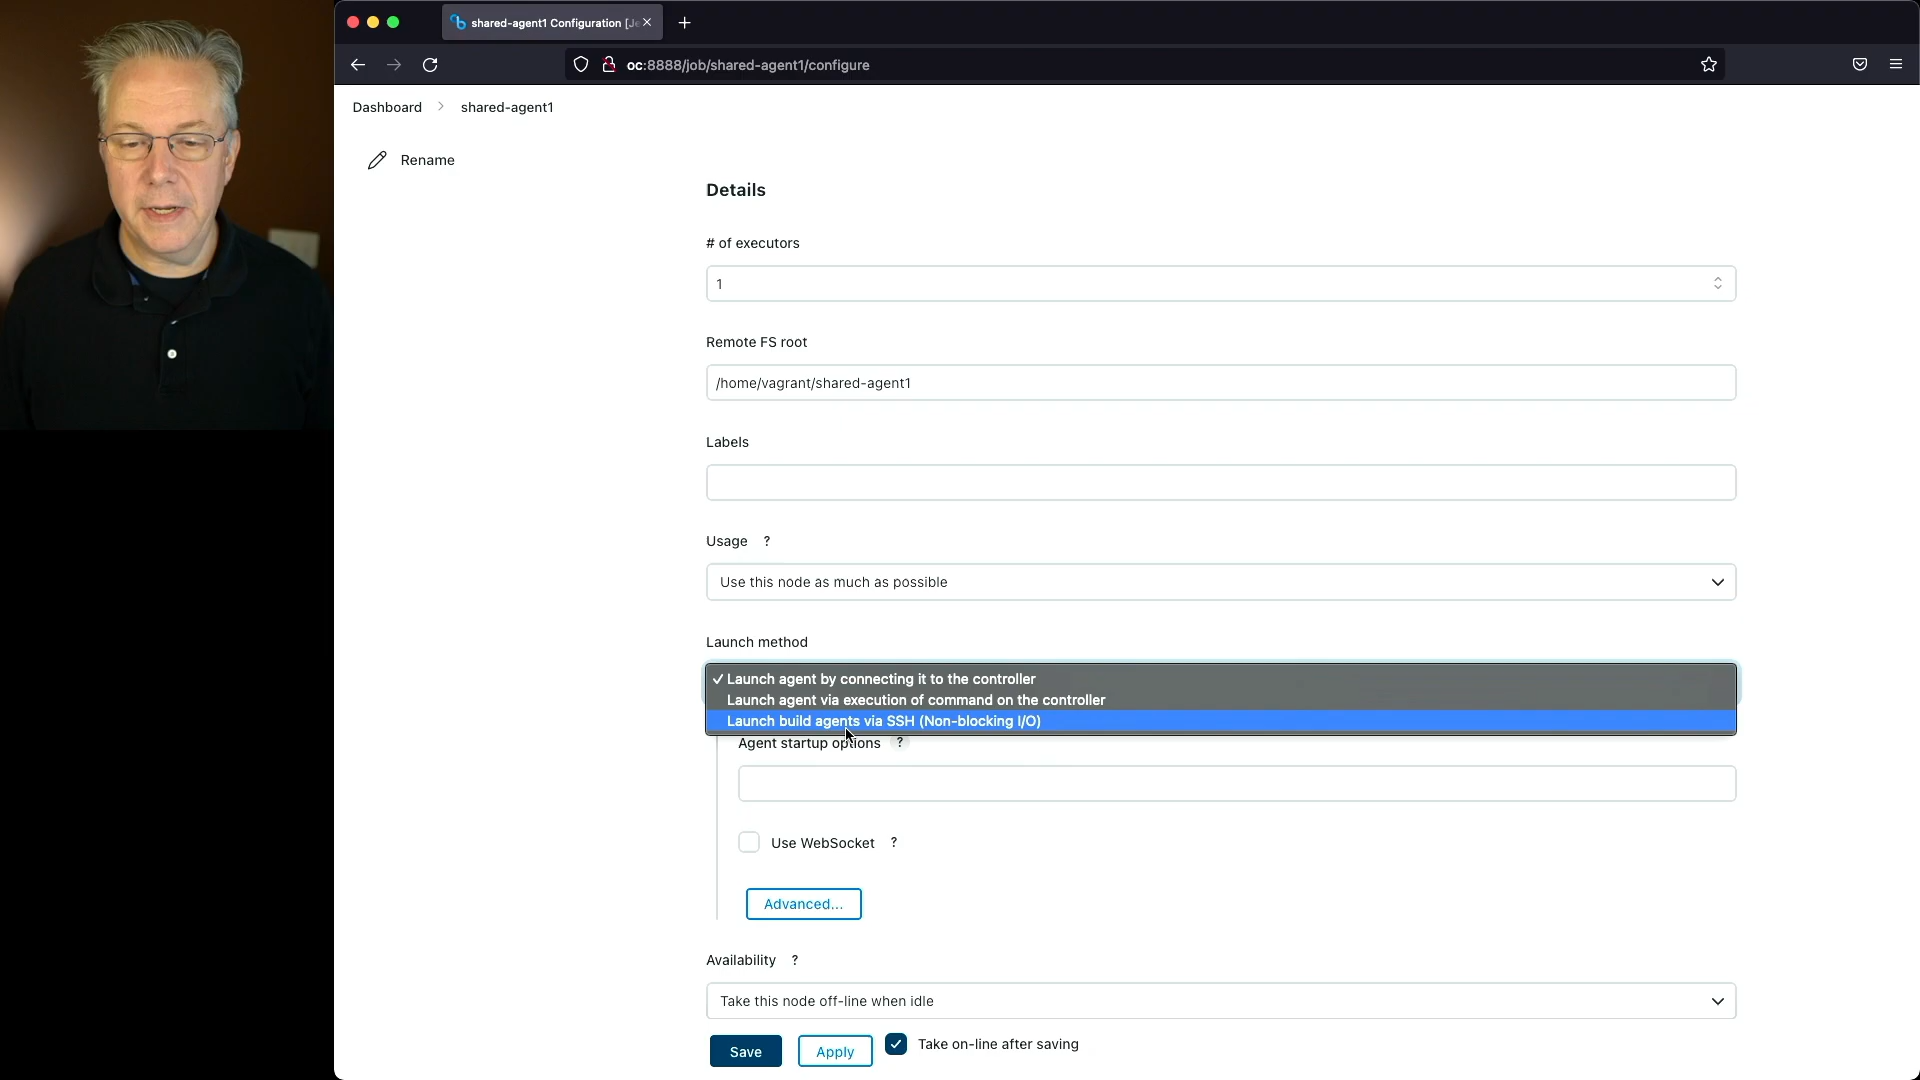 shared-agent1 Configuration [Je
oc:8888/job/shared-agent1/configure
Dashboard > shared-agent1
Rename
Details
# of executors
1
Remote FS root
/home/vagrant/shared-agent1
Labels
Usage ?
Use this node as much as possible
Launch method
✓ Launch agent by connecting it to the controller
Launch agent via execution of command on the controller
Launch build agents via SSH (Non-blocking I/O)
Agent startup options ?
Use WebSocket ?
Advanced...
Availability ?
Take this node off-line when idle
Save Apply Take on-line after saving